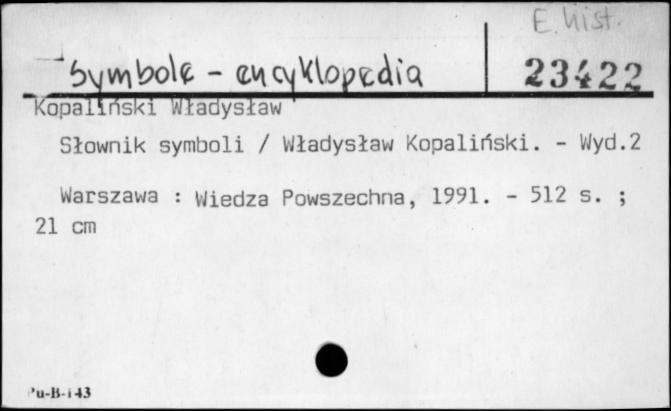 E. hist.
Symbole - encyklopedia 23422
Kopaliński Władysław
Słownik symboli / Władysław Kopaliński. - Wyd.2
Warszawa : Wiedza Powszechna, 1991. - 512 s. ;
21 cm
Pu-B-143